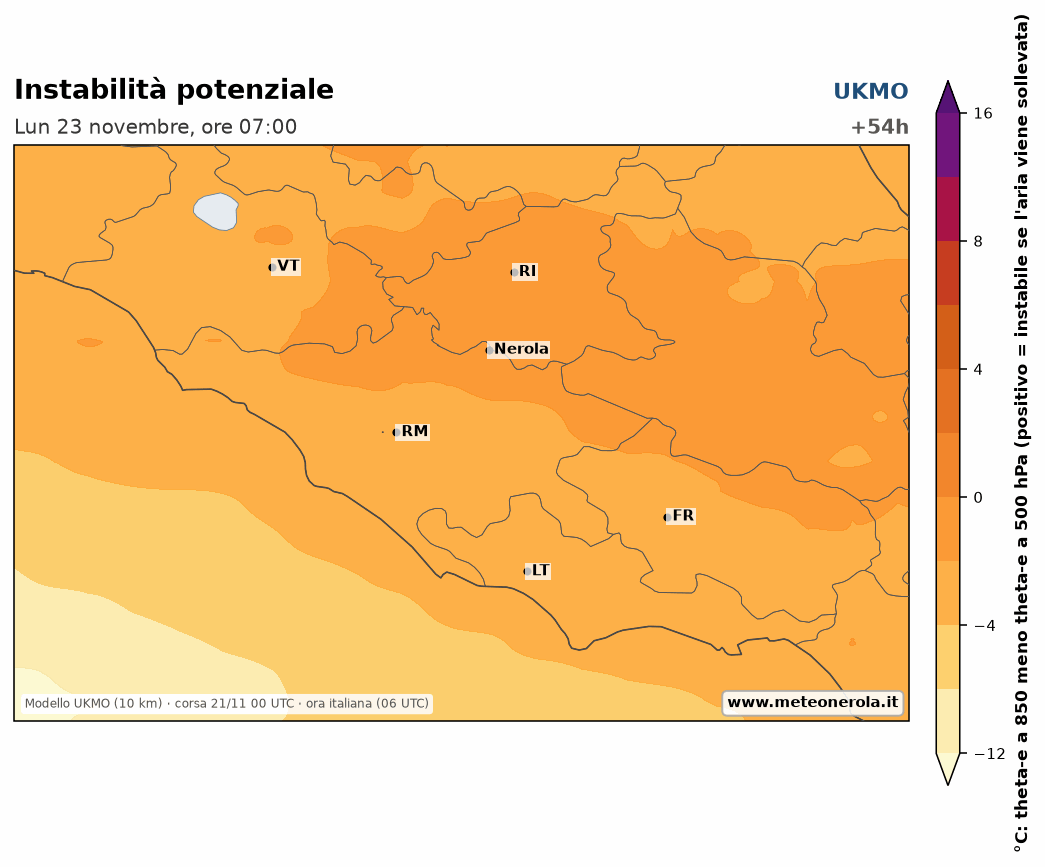 Instabilità potenziale
UKMO
Lun 23 novembre, ore 07:00
+54h
VT
RI
Nerola
RM
FR
LT
Modello UKMO (10 km) · corsa 21/11 00 UTC · ora italiana (06 UTC)
www.meteonerola.it
16
8
4
0
−4
−12
°C: theta-e a 850 meno theta-e a 500 hPa (positivo = instabile se l'aria viene sollevata)